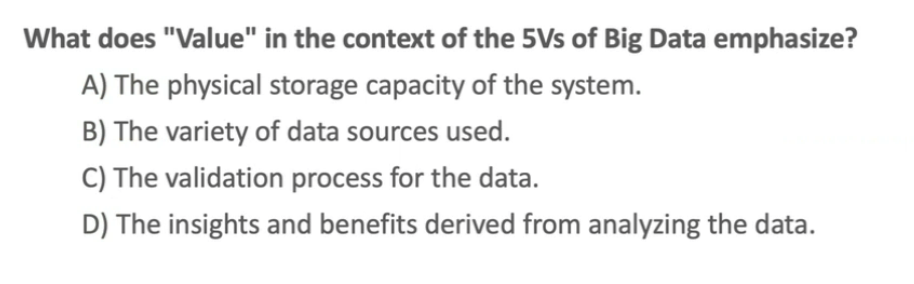 What does "Value" in the context of the 5Vs of Big Data emphasize?
A) The physical storage capacity of the system.
B) The variety of data sources used.
C) The validation process for the data.
D) The insights and benefits derived from analyzing the data.